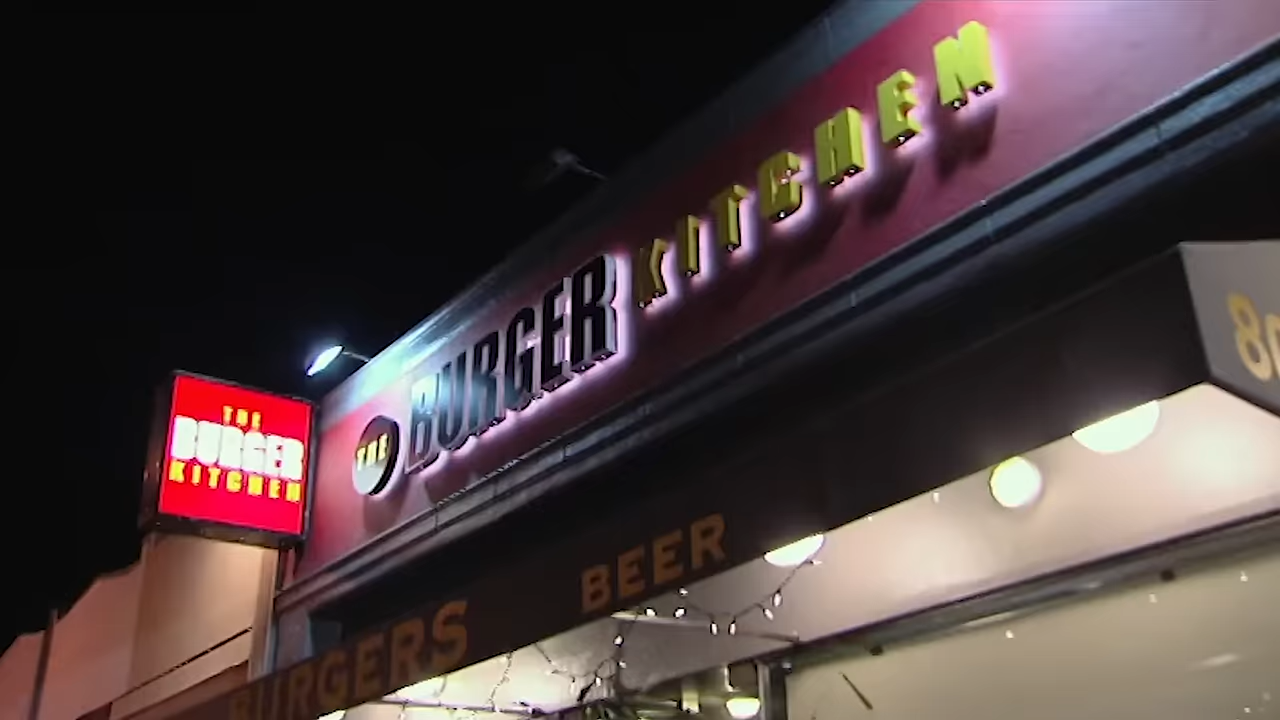 THE BURGER KITCHEN
THE
BURGER
KITCHEN
BURGERS BEER